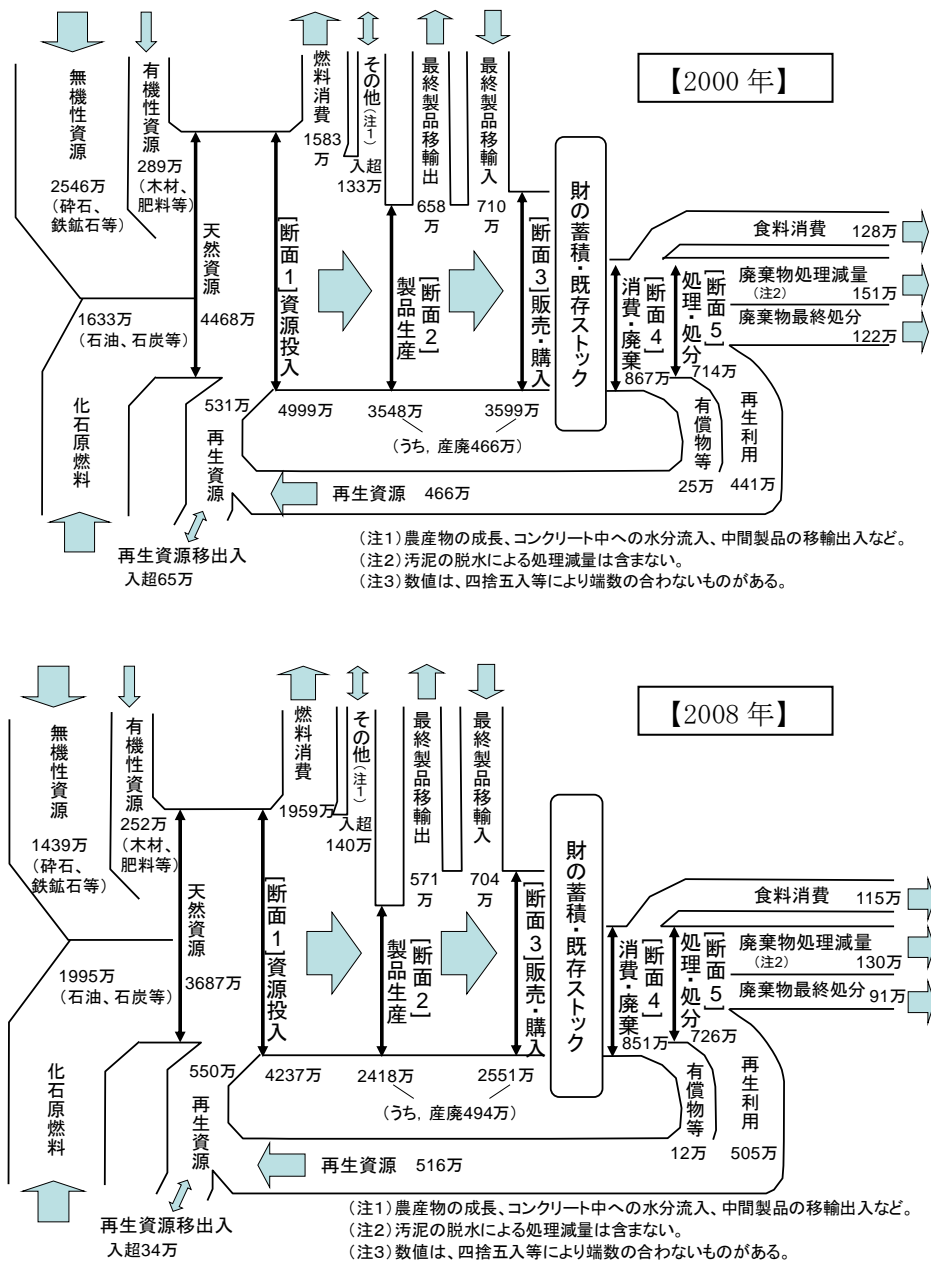 【2000 年】
無機性資源
2546万
(砕石、
鉄鉱石等)
有機性資源
289万
(木材、
肥料等)
天然資源
4468万
1633万
(石油、石炭等)
化石原燃料
[断面1]資源投入
4999万
燃料消費
1583
万
その他(注1)
入超
133万
最終製品移輸出
658
万
最終製品移輸入
710
万
[断面2]
製品生産
3548万
[断面3]販売・購入
3599万
(うち, 産廃466万)
財の蓄積・既存ストック
[断面4]
消費・廃棄
867万
[断面5]
処理・処分
714万
食料消費 128万
廃棄物処理減量
(注2) 151万
廃棄物最終処分
122万
有償物等
25万
再生利用
441万
531万
再生資源
再生資源 466万
再生資源移出入
入超65万
(注1)農産物の成長、コンクリート中への水分流入、中間製品の移輸出入など。
(注2)汚泥の脱水による処理減量は含まない。
(注3)数値は、四捨五入等により端数の合わないものがある。
【2008 年】
無機性資源
1439万
(砕石、
鉄鉱石等)
有機性資源
252万
(木材、
肥料等)
天然資源
3687万
1995万
(石油、石炭等)
化石原燃料
[断面1]資源投入
4237万
燃料消費
1959万
その他(注1)
入超
140万
最終製品移輸出
571
万
最終製品移輸入
704
万
[断面2]
製品生産
2418万
[断面3]販売・購入
2551万
(うち, 産廃494万)
財の蓄積・既存ストック
[断面4]
消費・廃棄
851万
[断面5]
処理・処分
726万
食料消費 115万
廃棄物処理減量
(注2) 130万
廃棄物最終処分 91万
有償物等
12万
再生利用
505万
550万
再生資源
再生資源 516万
再生資源移出入
入超34万
(注1)農産物の成長、コンクリート中への水分流入、中間製品の移輸出入など。
(注2)汚泥の脱水による処理減量は含まない。
(注3)数値は、四捨五入等により端数の合わないものがある。